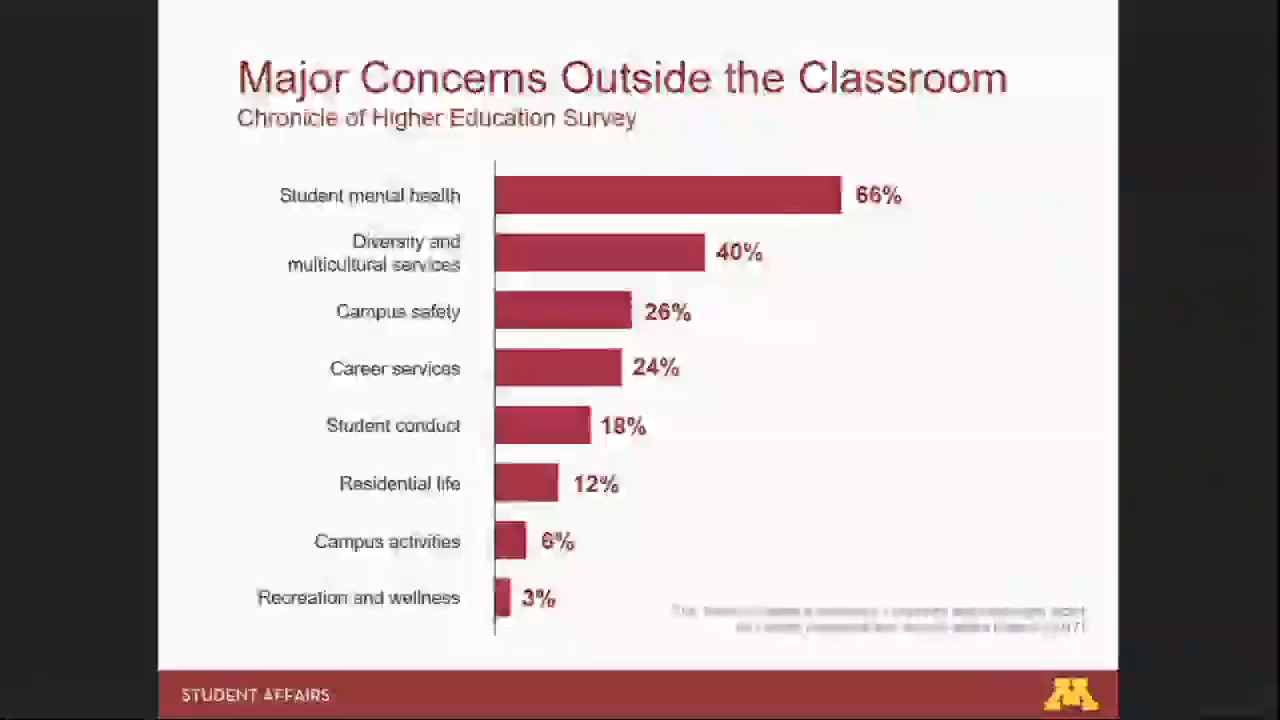 Major Concerns Outside the Classroom
Chronicle of Higher Education Survey
Student mental health 66%
Diversity and
multicultural services 40%
Campus safety 26%
Career services 24%
Student conduct 18%
Residential life 12%
Campus activities 6%
Recreation and wellness 3%
STUDENT AFFAIRS
M